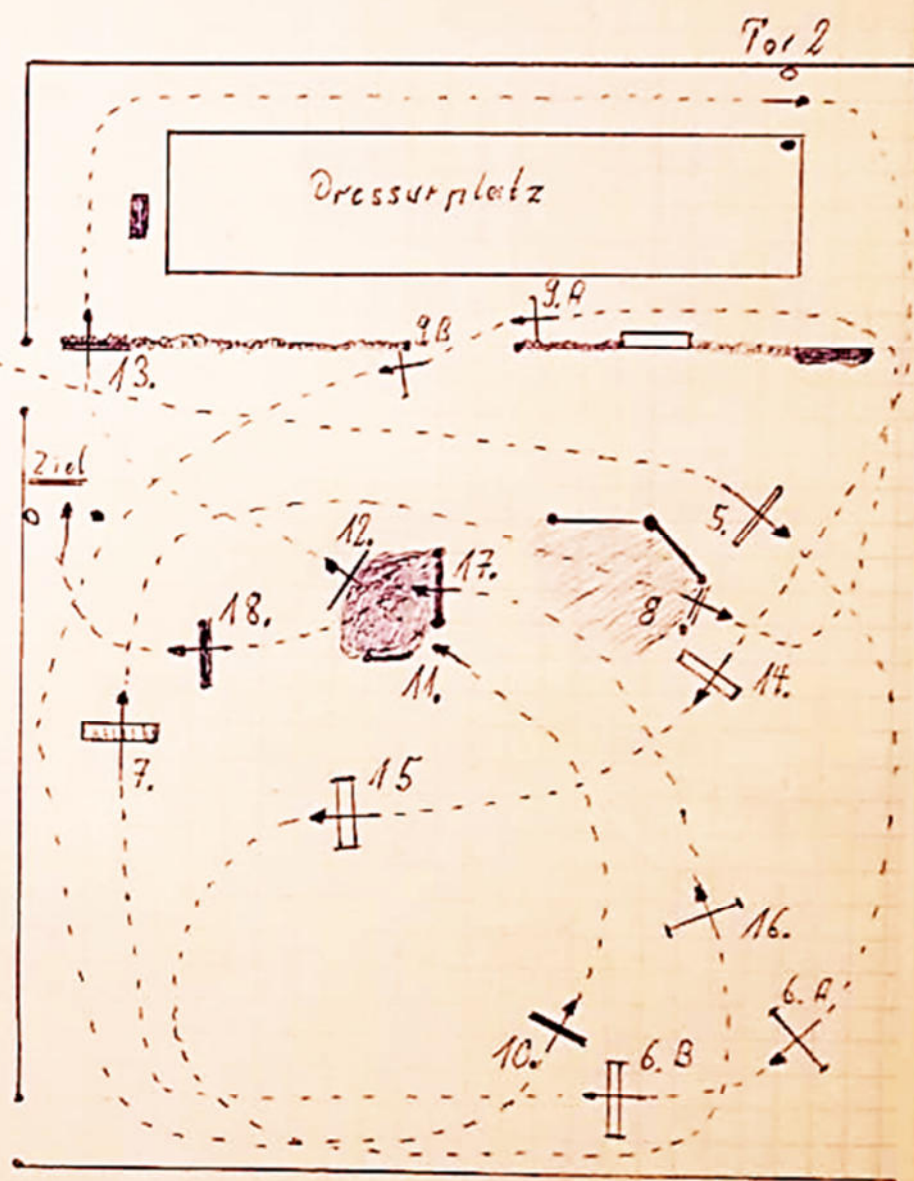 Tor 2
Dressurplatz
9.A
9.B
13.
Ziel
5.
12.
17.
8.
18.
14.
11.
7.
15
16.
6.A
10.
6.B